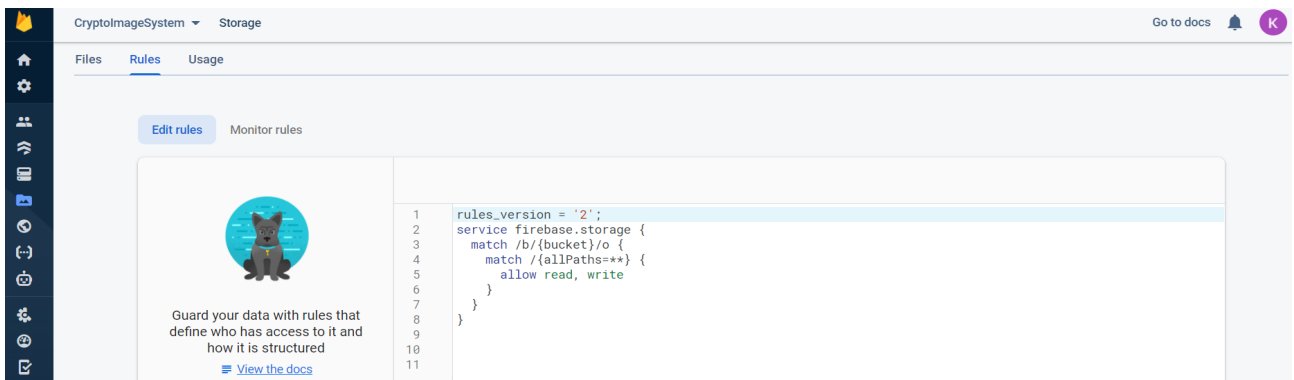 CryptoImageSystem Storage Go to docs K
Files Rules Usage
Edit rules Monitor rules
Guard your data with rules that
define who has access to it and
how it is structured
View the docs
1 rules_version = '2';
2 service firebase.storage {
3   match /b/{bucket}/o {
4     match /{allPaths=**} {
5       allow read, write
6     }
7   }
8 }
9
10
11